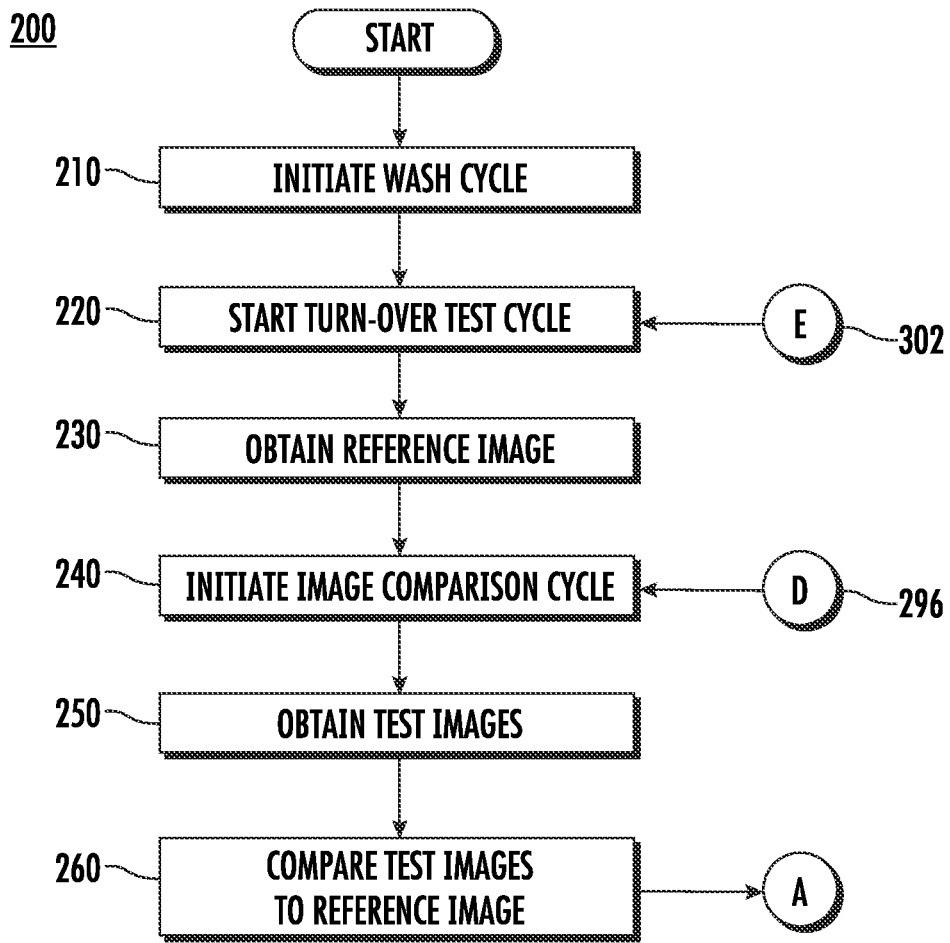 200
START
210
INITIATE WASH CYCLE
220
START TURN-OVER TEST CYCLE
E
302
230
OBTAIN REFERENCE IMAGE
240
INITIATE IMAGE COMPARISON CYCLE
D
296
250
OBTAIN TEST IMAGES
260
COMPARE TEST IMAGES
TO REFERENCE IMAGE
A